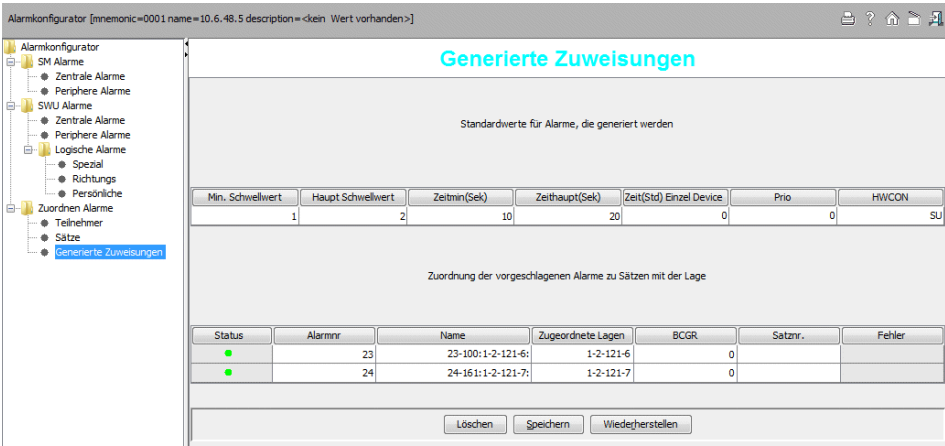 Alarmkonfigurator [mnemonic=0001 name=10.6.48.5 description=<kein Wert vorhanden>]
Alarmkonfigurator
SM Alarme
Zentrale Alarme
Periphere Alarme
SWU Alarme
Zentrale Alarme
Periphere Alarme
Logische Alarme
Spezial
Richtungs
Persönliche
Zuordnen Alarme
Teilnehmer
Sätze
Generierte Zuweisungen
Generierte Zuweisungen
Standardwerte für Alarme, die generiert werden
Min. Schwellwert Haupt Schwellwert Zeitmin(Sek) Zeithaupt(Sek) Zeit(Std) Einzel Device Prio HWCON
1 2 10 20 0 0 SU
Zuordnung der vorgeschlagenen Alarme zu Sätzen mit der Lage
Status Alarmnr Name Zugeordnete Lagen BCGR Satznr. Fehler
23 23-100:1-2-121-6: 1-2-121-6 0
24 24-161:1-2-121-7: 1-2-121-7 0
Löschen Speichern Wiederherstellen